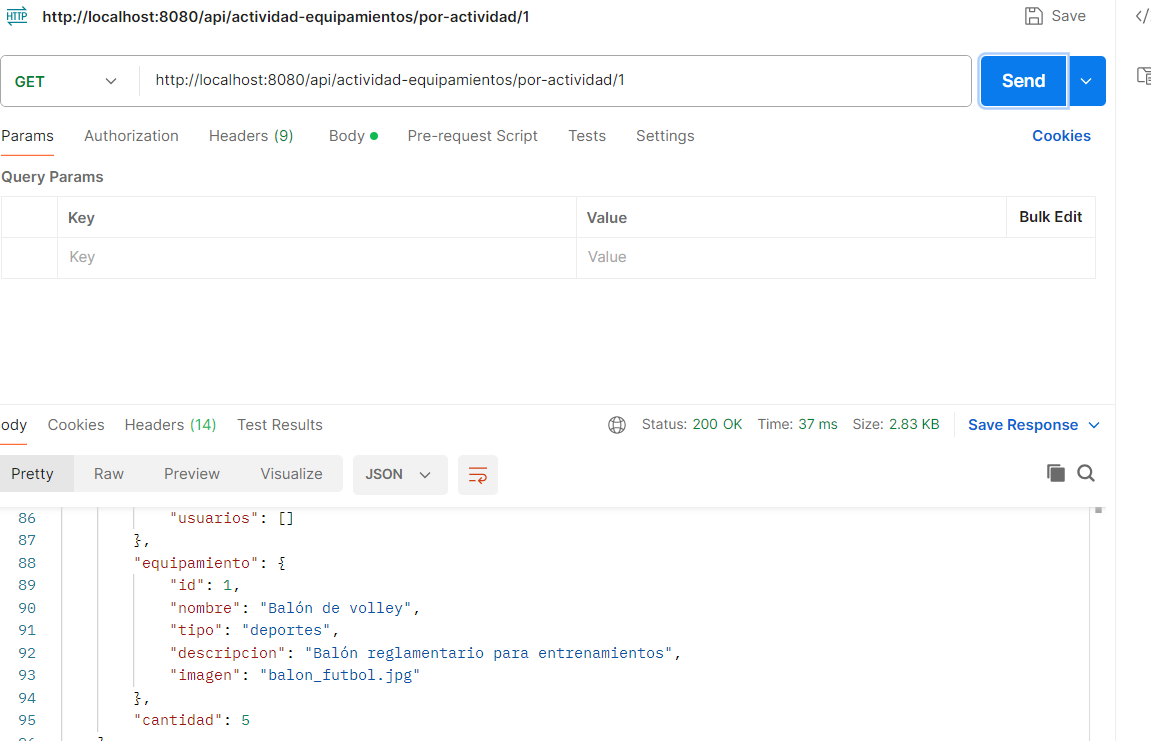 HTTP http://localhost:8080/api/actividad-equipamientos/por-actividad/1 Save </>
GET http://localhost:8080/api/actividad-equipamientos/por-actividad/1 Send
Params Authorization Headers (9) Body Pre-request Script Tests Settings Cookies
Query Params
Key Value Bulk Edit
Key Value
ody Cookies Headers (14) Test Results Status: 200 OK Time: 37 ms Size: 2.83 KB Save Response
Pretty Raw Preview Visualize JSON
86 "usuarios": []
87 },
88 "equipamiento": {
89 "id": 1,
90 "nombre": "Balón de volley",
91 "tipo": "deportes",
92 "descripcion": "Balón reglamentario para entrenamientos",
93 "imagen": "balon_futbol.jpg"
94 },
95 "cantidad": 5